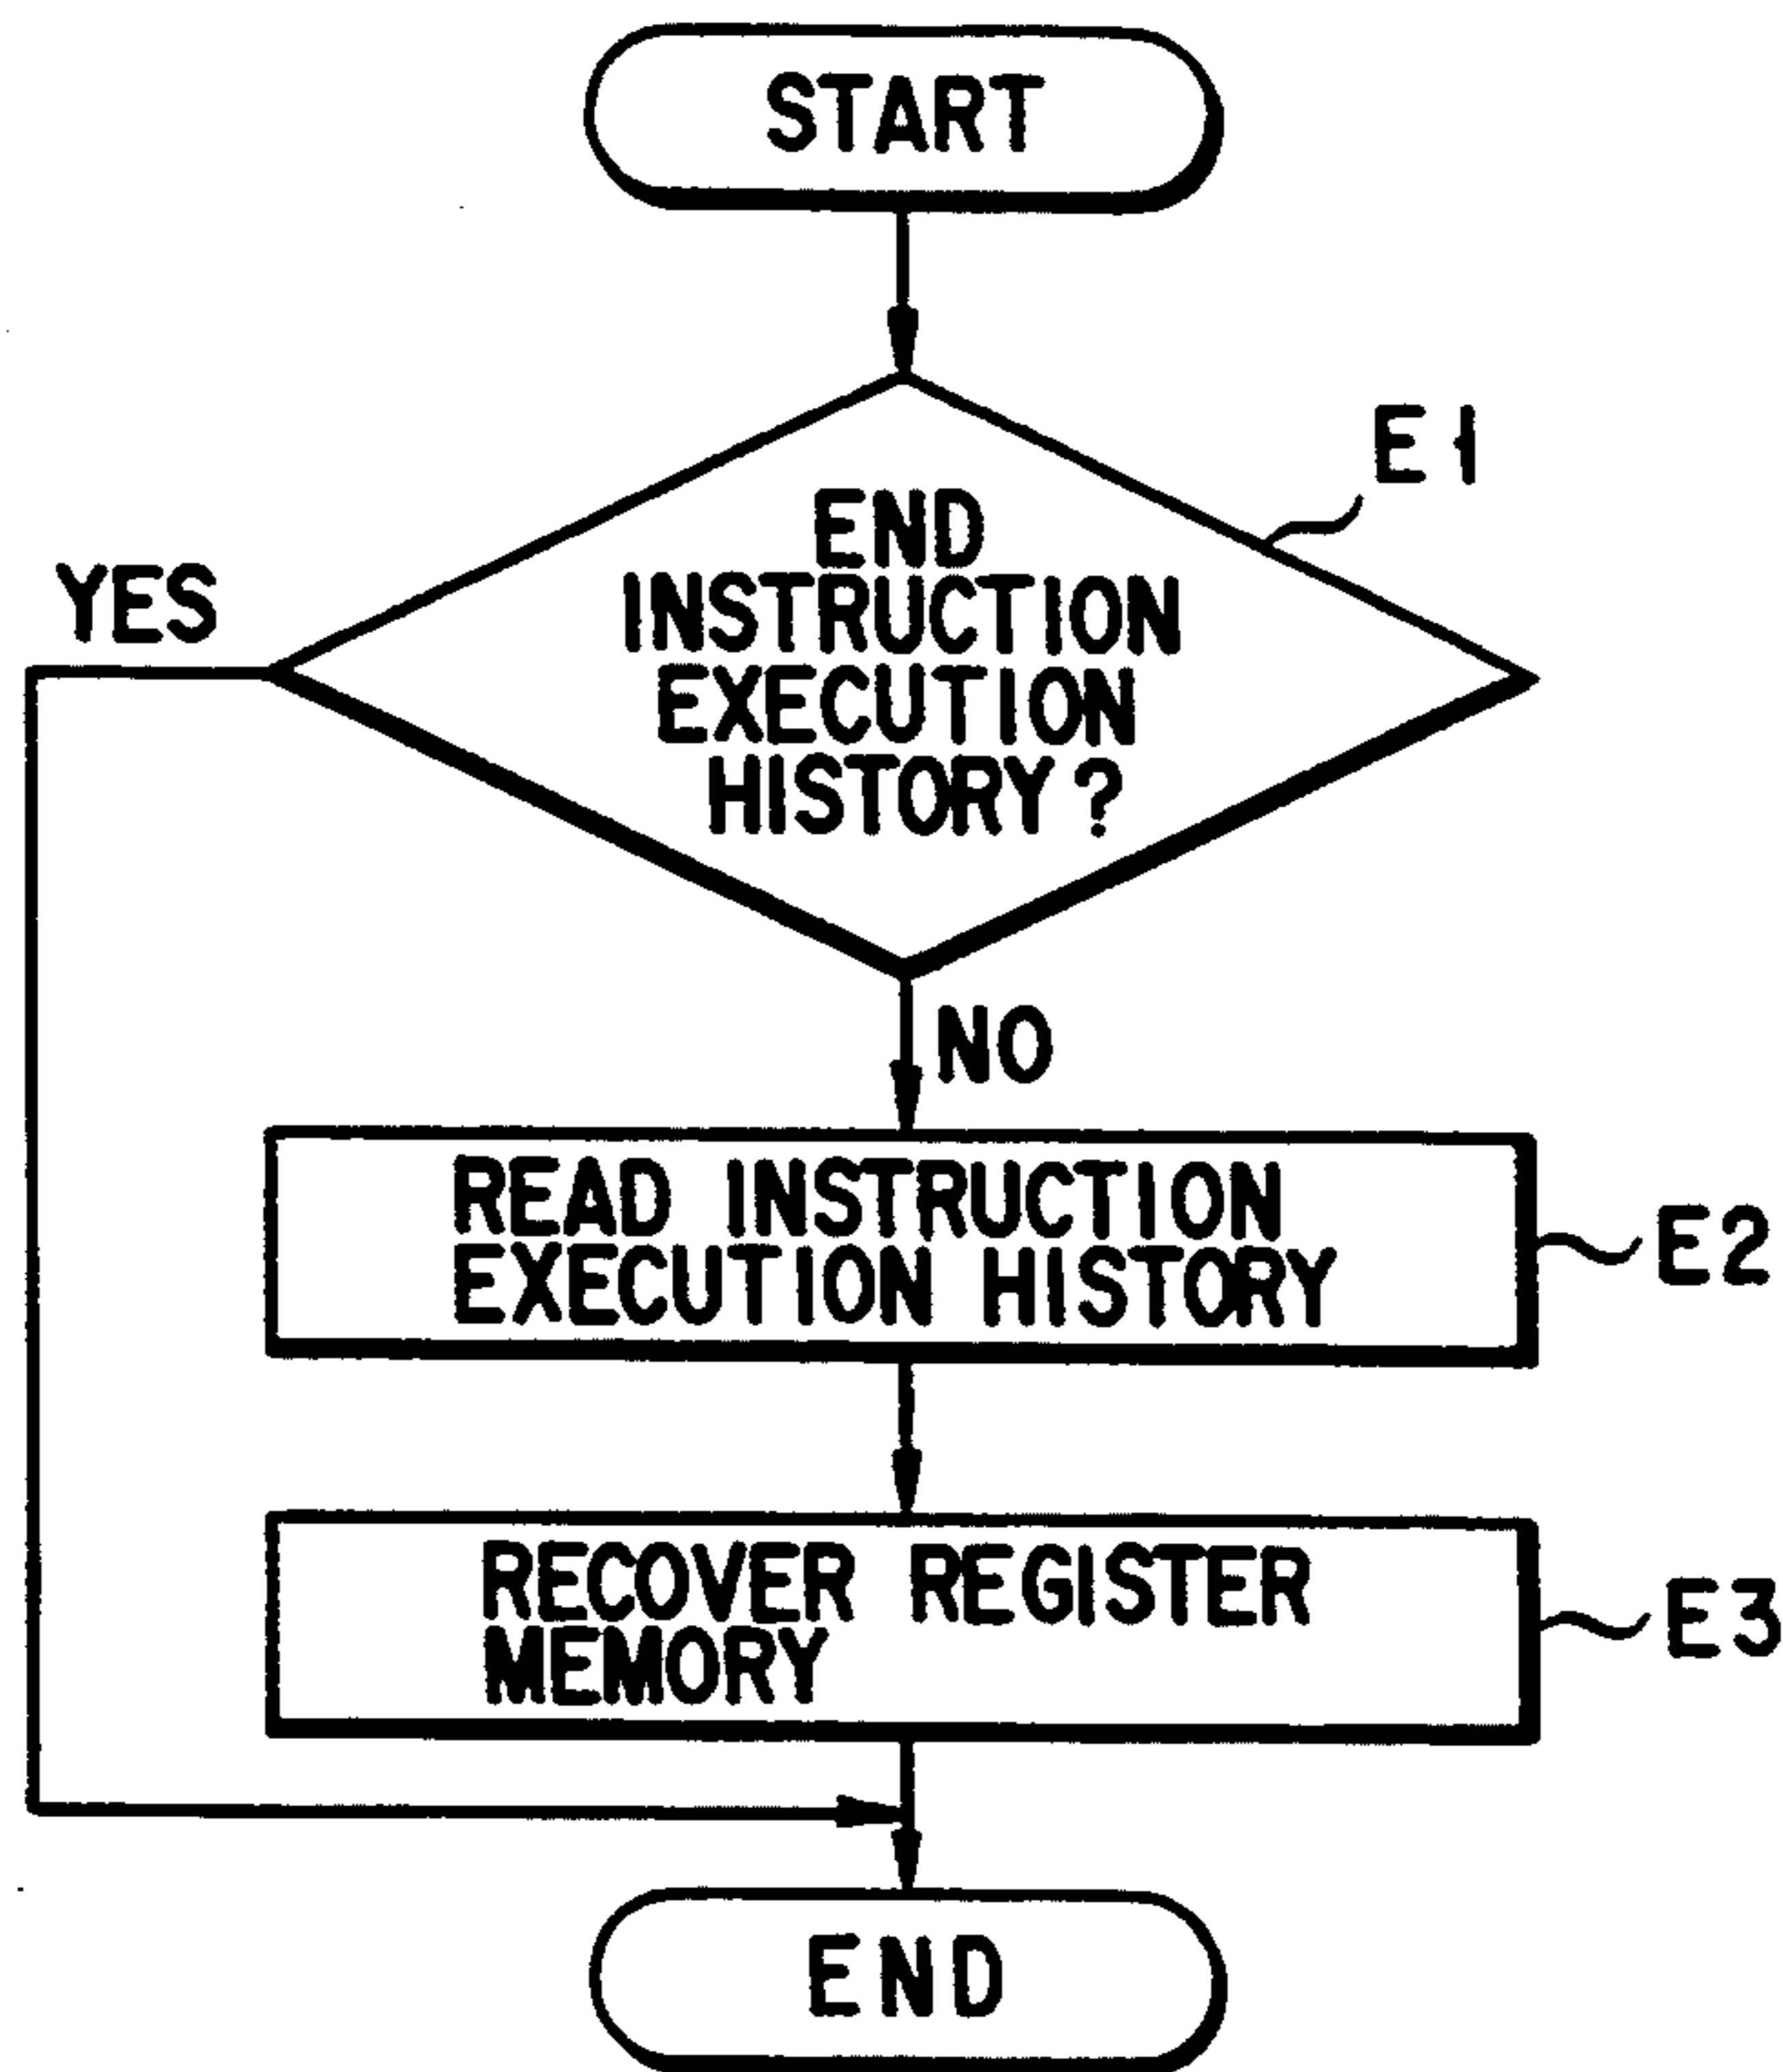 START
E1
END
INSTRUCTION
EXECUTION
HISTORY?
YES
NO
READ INSTRUCTION
EXECUTION HISTORY
E2
RECOVER REGISTER
MEMORY
E3
END